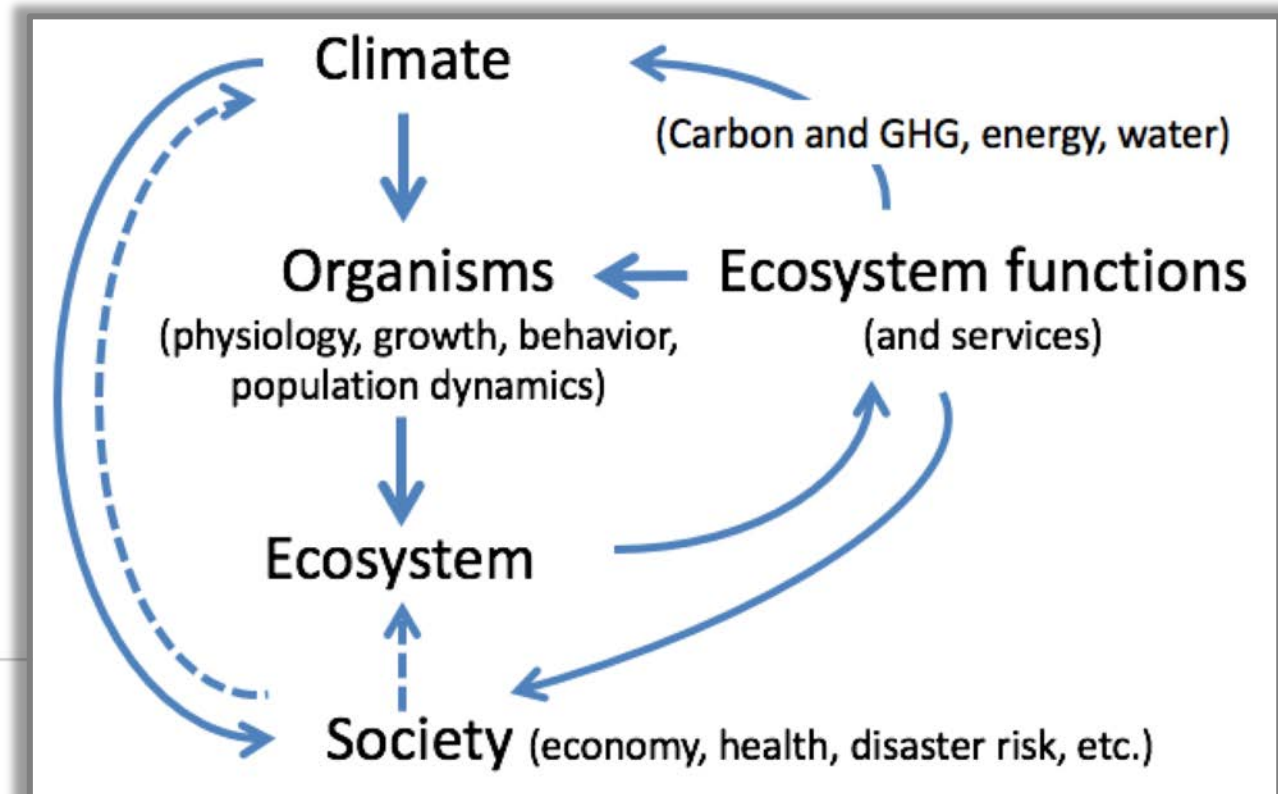 Climate
(Carbon and GHG, energy, water)
Organisms
(physiology, growth, behavior,
population dynamics)
Ecosystem functions
(and services)
Ecosystem
Society (economy, health, disaster risk, etc.)